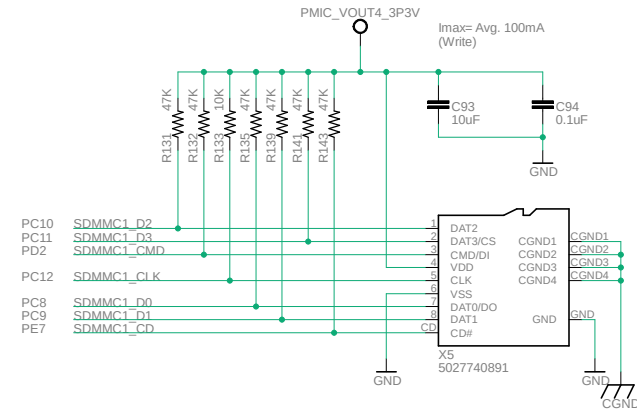 PMIC_VOUT4_3P3V
Imax= Avg. 100mA
(Write)
47K
47K
10K
47K
47K
47K
47K
R131
R132
R133
R135
R139
R141
R143
C93
10uF
C94
0.1uF
GND
PC10 SDMMC1_D2 1 DAT2
PC11 SDMMC1_D3 2 DAT3/CS CGND1 CGND1
PD2 SDMMC1_CMD 3 CMD/DI CGND2 CGND2
4 VDD CGND3 CGND3
PC12 SDMMC1_CLK 5 CLK CGND4 CGND4
6 VSS
PC8 SDMMC1_D0 7 DAT0/DO
PC9 SDMMC1_D1 8 DAT1 GND GND
PE7 SDMMC1_CD CD CD#
X5
5027740891
GND
GND
CGND